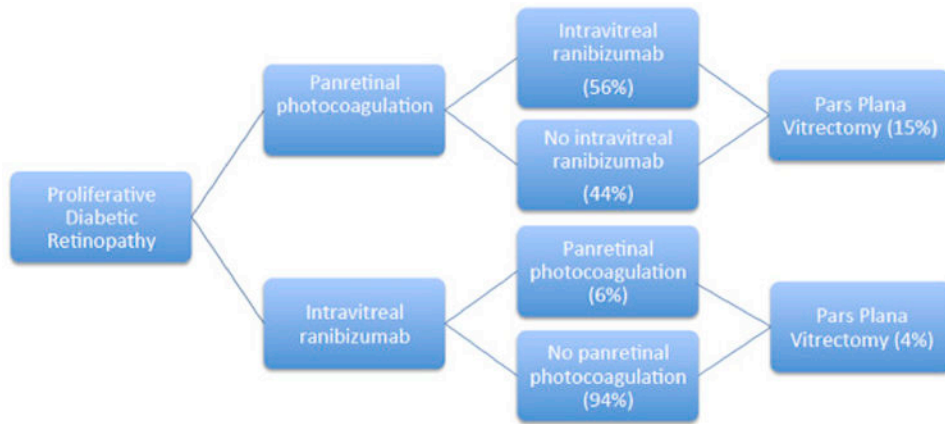 Proliferative
Diabetic
Retinopathy
Panretinal
photocoagulation
Intravitreal
ranibizumab
(56%)
No intravitreal
ranibizumab
(44%)
Pars Plana
Vitrectomy (15%)
Intravitreal
ranibizumab
Panretinal
photocoagulation
(6%)
No panretinal
photocoagulation
(94%)
Pars Plana
Vitrectomy (4%)